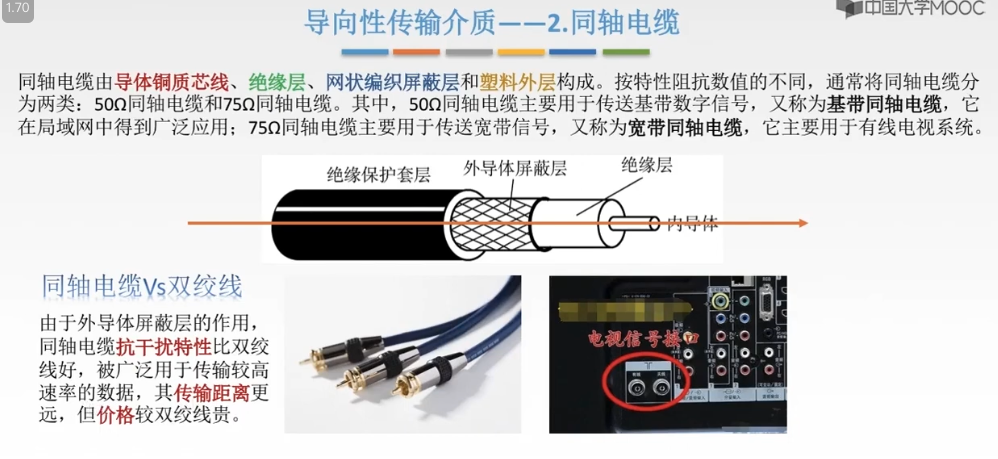 1.70
中国大学MOOC
导向性传输介质——2.同轴电缆
同轴电缆由导体铜质芯线、绝缘层、网状编织屏蔽层和塑料外层构成。按特性阻抗数值的不同，通常将同轴电缆分
为两类：50Ω同轴电缆和75Ω同轴电缆。其中，50Ω同轴电缆主要用于传送基带数字信号，又称为基带同轴电缆，它
在局域网中得到广泛应用；75Ω同轴电缆主要用于传送宽带信号，又称为宽带同轴电缆，它主要用于有线电视系统。
绝缘保护套层
外导体屏蔽层
绝缘层
内导体
同轴电缆Vs双绞线
由于外导体屏蔽层的作用，
同轴电缆抗干扰特性比双绞
线好，被广泛用于传输较高
速率的数据，其传输距离更
远，但价格较双绞线贵。
电视信号接口